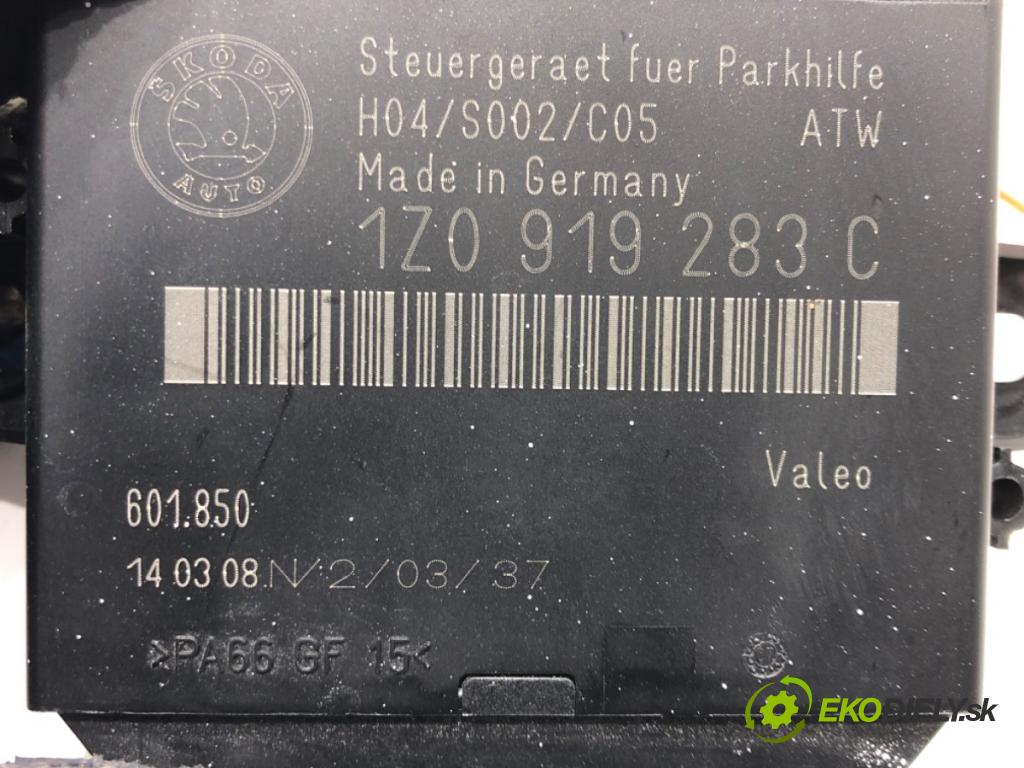 SKODA
AUTO
Steuergeraet fuer Parkhilfe
H04/S002/C05 ATW
Made in Germany
1Z0 919 283 C
Valeo
601.850
14 03 08 N/2/03/37
>PA66 GF 15<
EKODIELY.sk